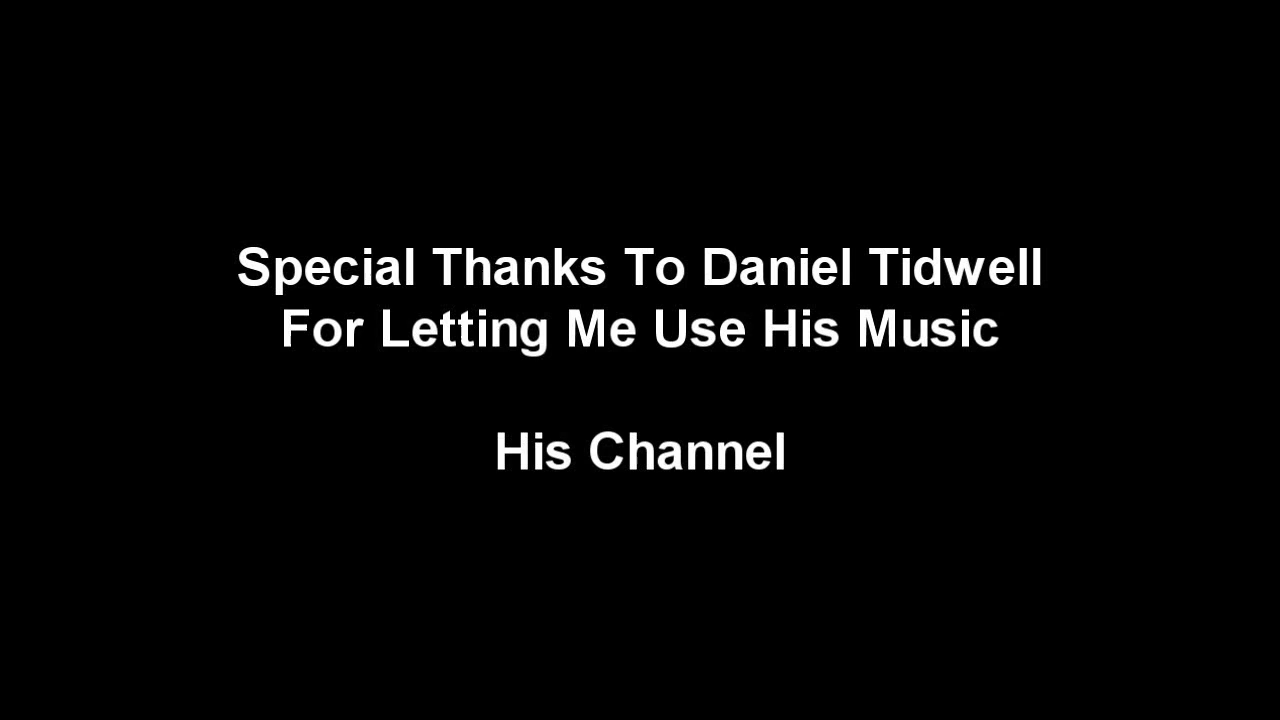 Special Thanks To Daniel Tidwell
For Letting Me Use His Music
His Channel